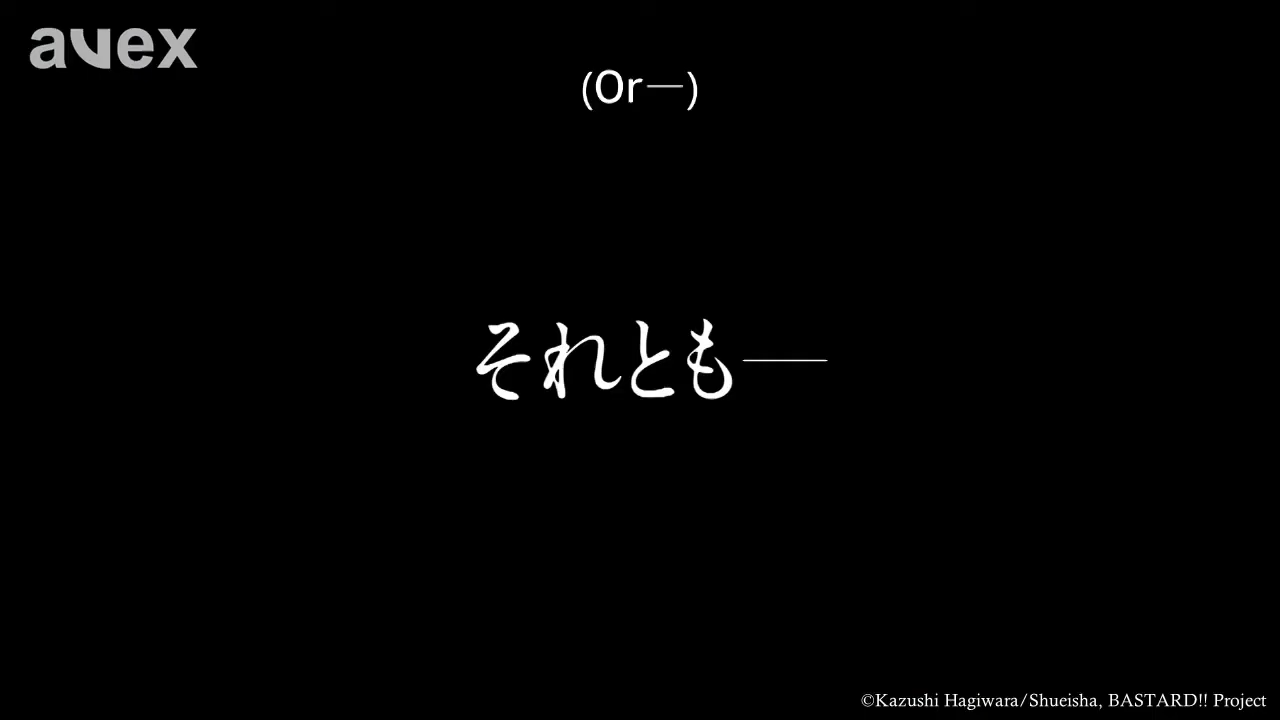 avex
(Or―)
それとも――
©Kazushi Hagiwara/Shueisha, BASTARD!! Project